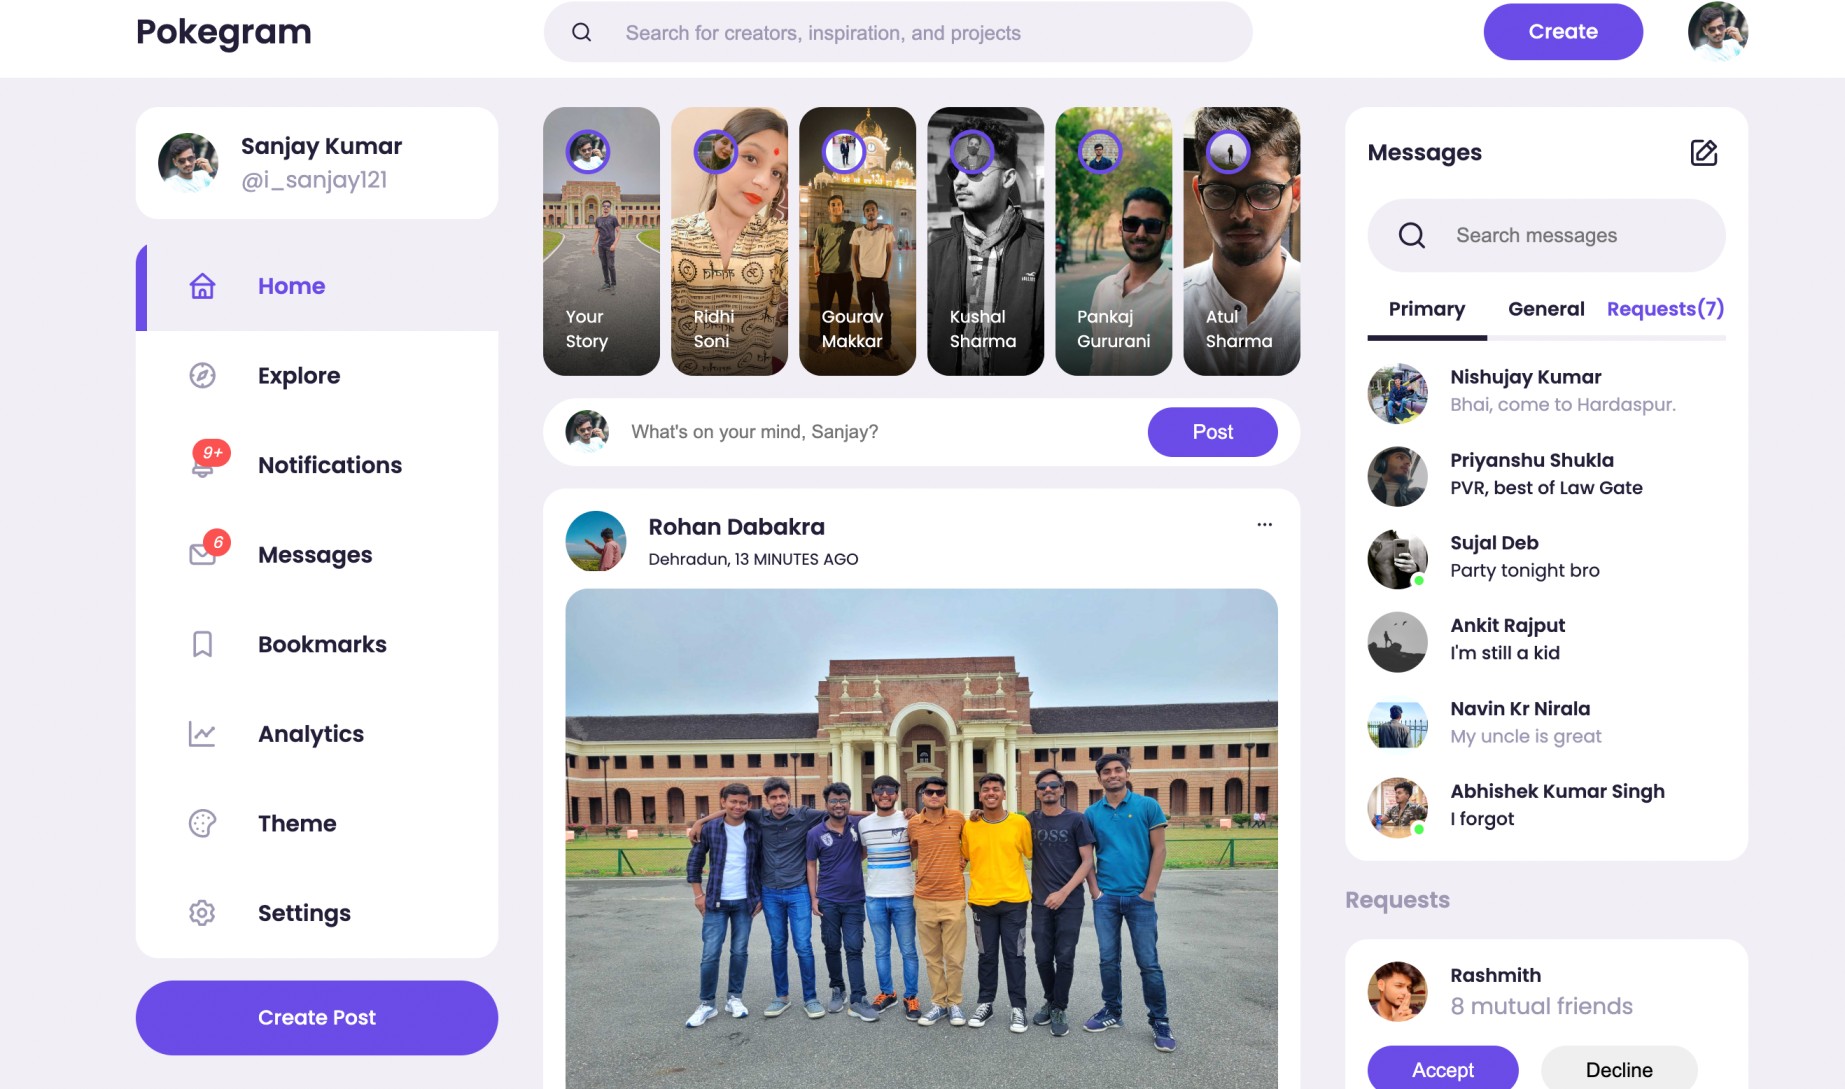 Pokegram
Search for creators, inspiration, and projects
Create
Sanjay Kumar
@i_sanjay121
Home
Explore
9+
Notifications
6
Messages
Bookmarks
Analytics
Theme
Settings
Create Post
Your
Story
Ridhi
Soni
Gourav
Makkar
Kushal
Sharma
Pankaj
Gururani
Atul
Sharma
What's on your mind, Sanjay?
Post
Rohan Dabakra
Dehradun, 13 MINUTES AGO
BOSS
Messages
Search messages
Primary General Requests(7)
Nishujay Kumar
Bhai, come to Hardaspur.
Priyanshu Shukla
PVR, best of Law Gate
Sujal Deb
Party tonight bro
Ankit Rajput
I'm still a kid
Navin Kr Nirala
My uncle is great
Abhishek Kumar Singh
I forgot
Requests
Rashmith
8 mutual friends
Accept Decline